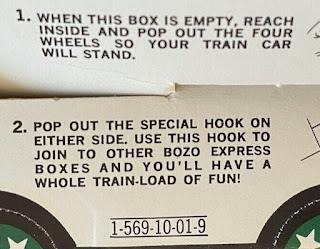 1. WHEN THIS BOX IS EMPTY, REACH
INSIDE AND POP OUT THE FOUR
WHEELS SO YOUR TRAIN CAR
WILL STAND.
2. POP OUT THE SPECIAL HOOK ON
EITHER SIDE. USE THIS HOOK TO
JOIN TO OTHER BOZO EXPRESS
BOXES AND YOU'LL HAVE A
WHOLE TRAIN-LOAD OF FUN!
1-569-10-01-9